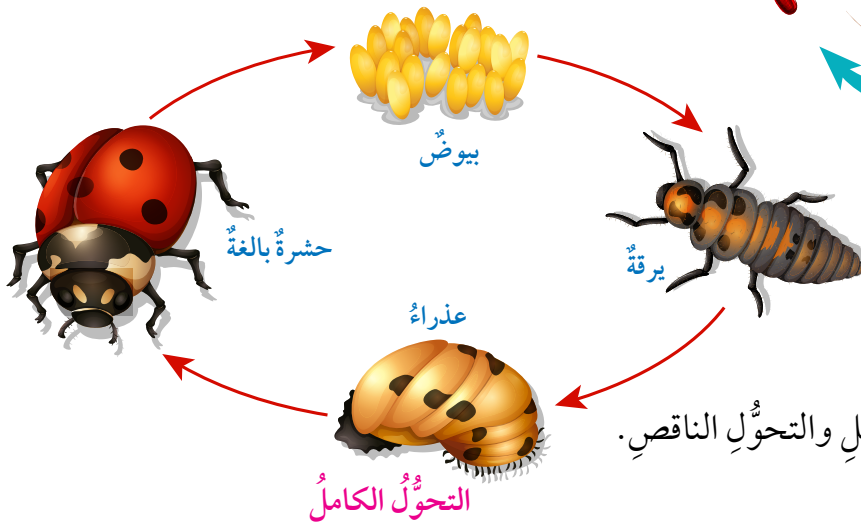 بيوضٌ
حشرةٌ بالغةٌ
يرقةٌ
عذراءُ
والتحوُّلِ الناقصِ.
التحوُّلُ الكاملُ